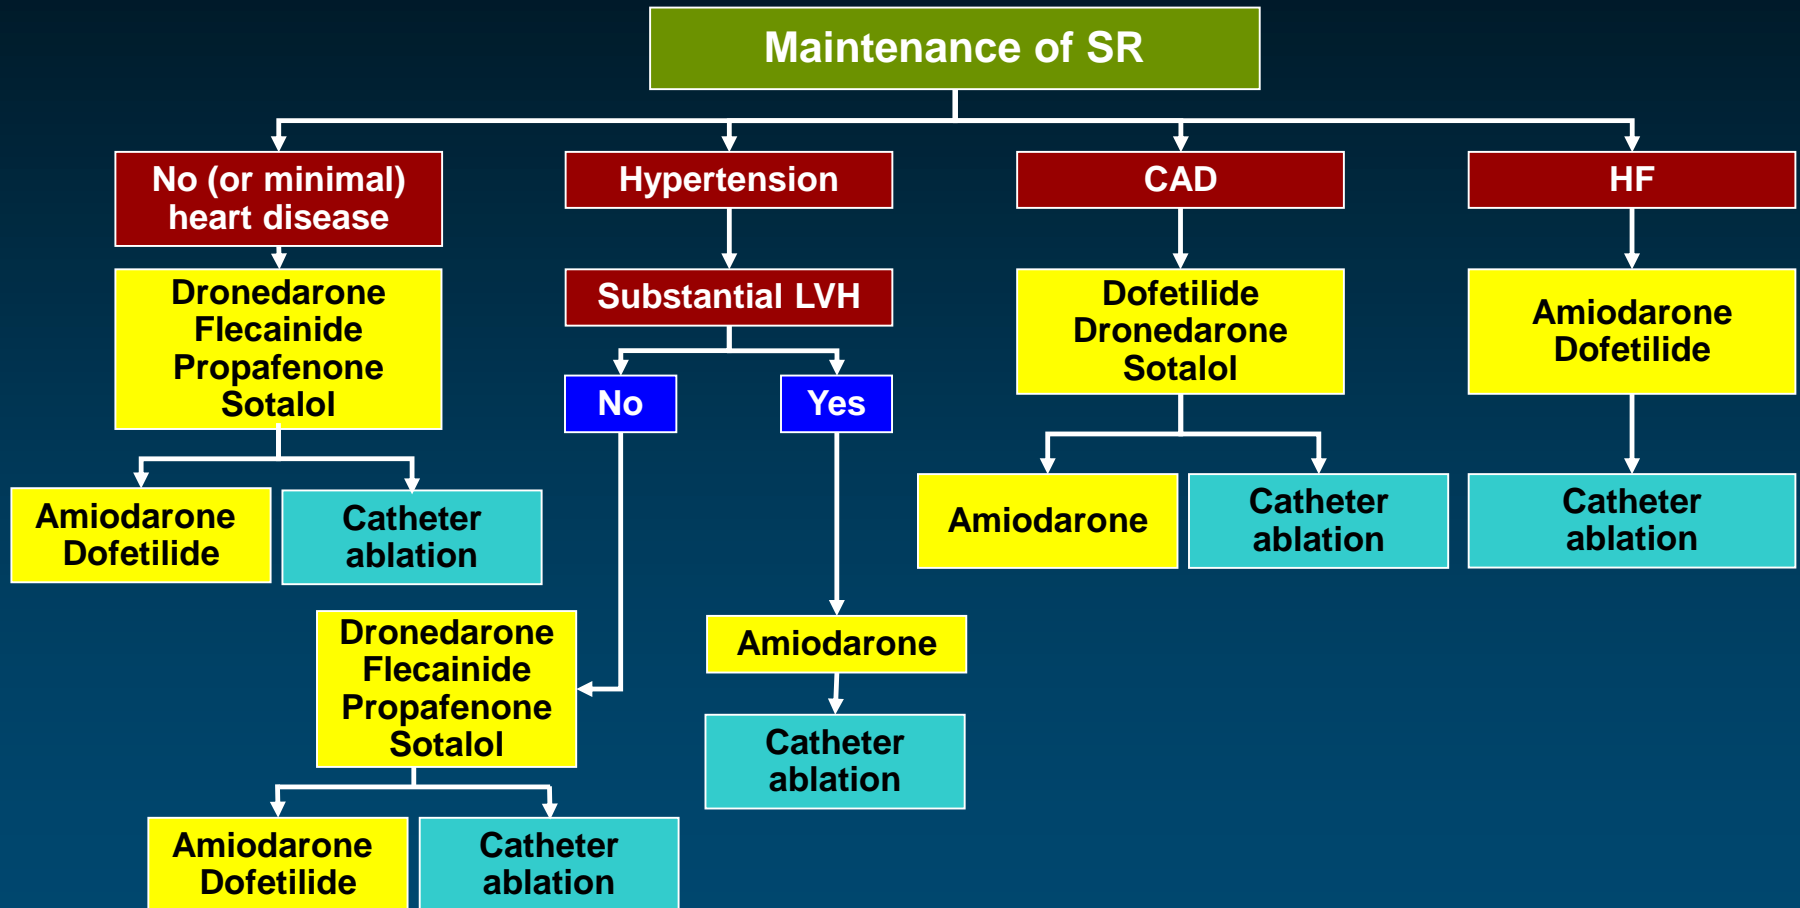 Maintenance of SR
No (or minimal)
heart disease
Hypertension
CAD
HF
Dronedarone
Flecainide
Propafenone
Sotalol
Substantial LVH
Dofetilide
Dronedarone
Sotalol
Amiodarone
Dofetilide
No
Yes
Amiodarone
Dofetilide
Catheter
ablation
Amiodarone
Catheter
ablation
Catheter
ablation
Dronedarone
Flecainide
Propafenone
Sotalol
Amiodarone
Catheter
ablation
Amiodarone
Dofetilide
Catheter
ablation